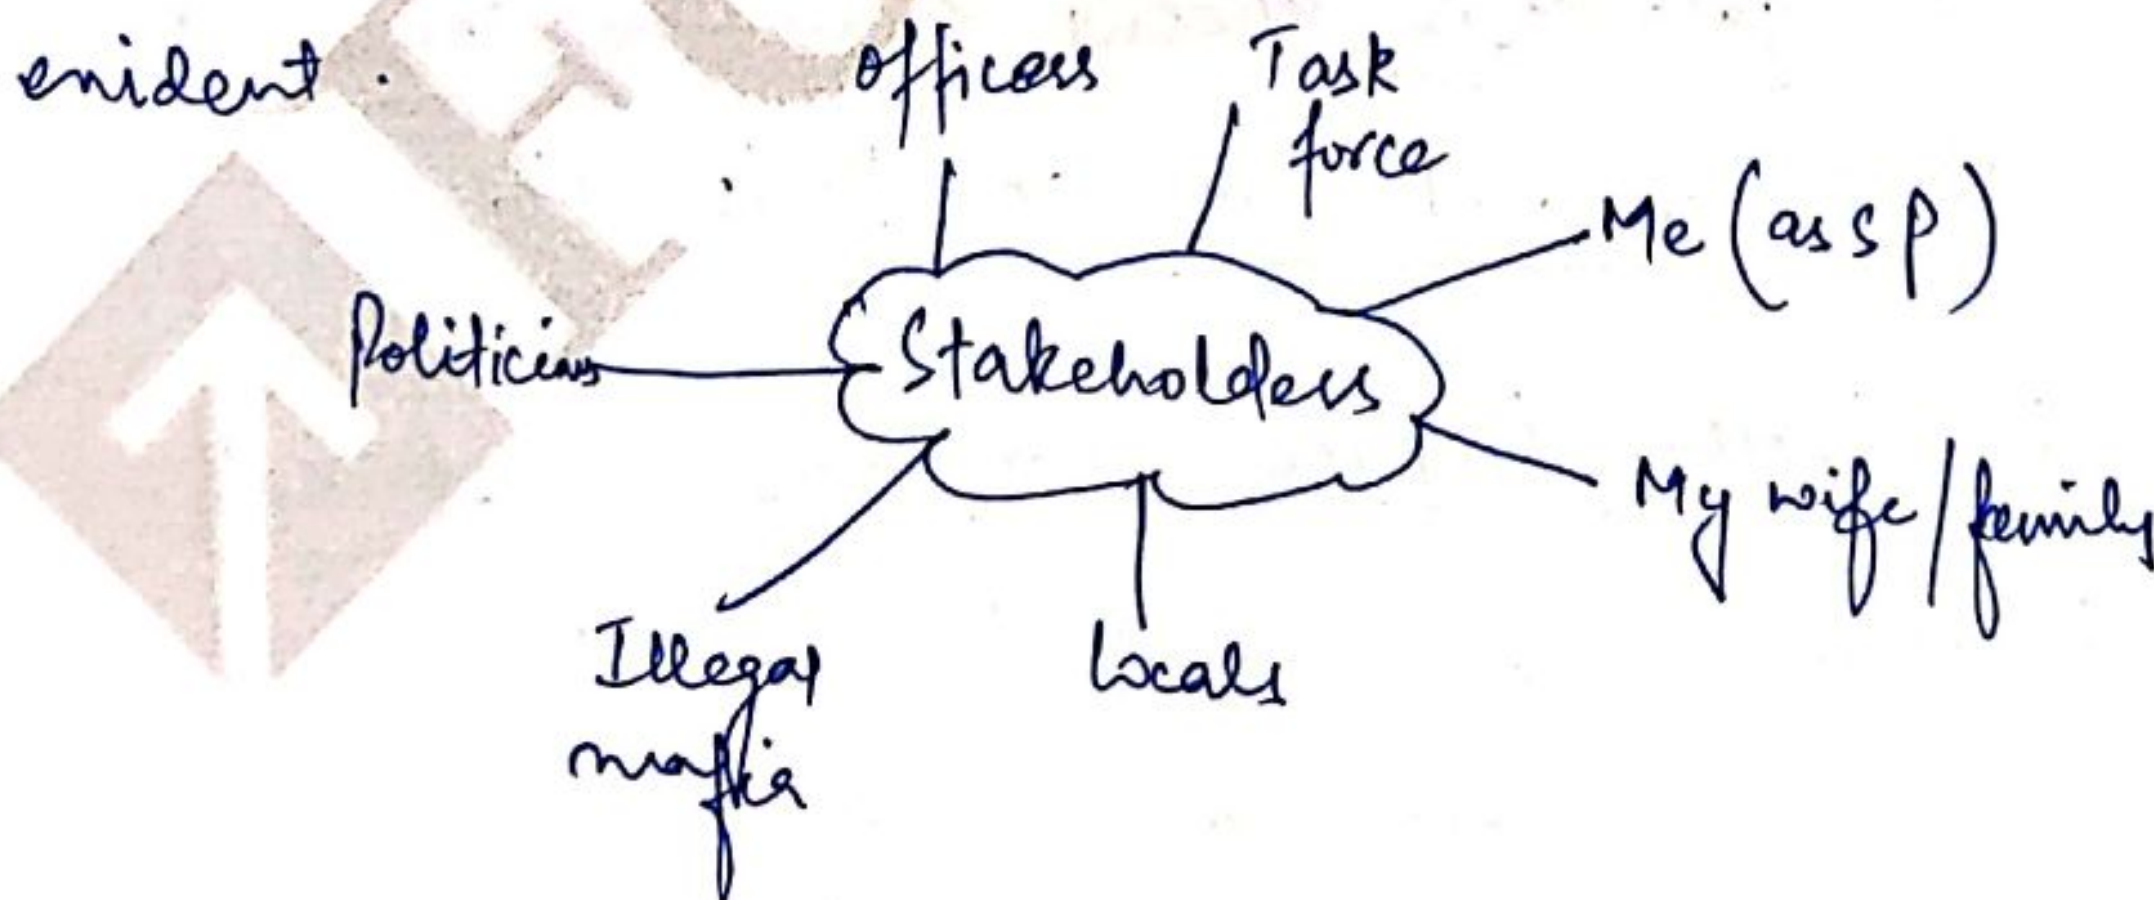 evident.
Officers
Task
force
Me (as SP)
Politicians
Stakeholders
My wife/family
Illegal
mafia
Locals